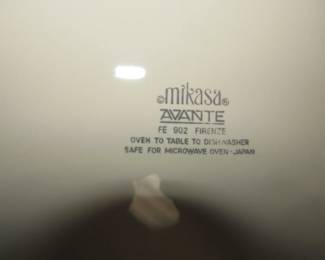 ©mikasa®
AVANTE
FE 902 FIRENZE
OVEN TO TABLE TO DISHWASHER
SAFE FOR MICROWAVE OVEN-JAPAN